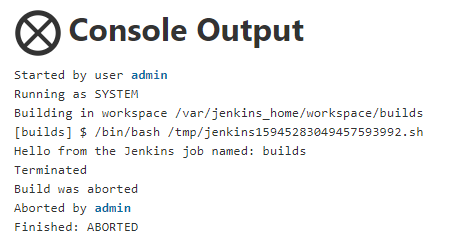 Console Output
Started by user admin
Running as SYSTEM
Building in workspace /var/jenkins_home/workspace/builds
[builds] $ /bin/bash /tmp/jenkins15945283049457593992.sh
Hello from the Jenkins job named: builds
Terminated
Build was aborted
Aborted by admin
Finished: ABORTED